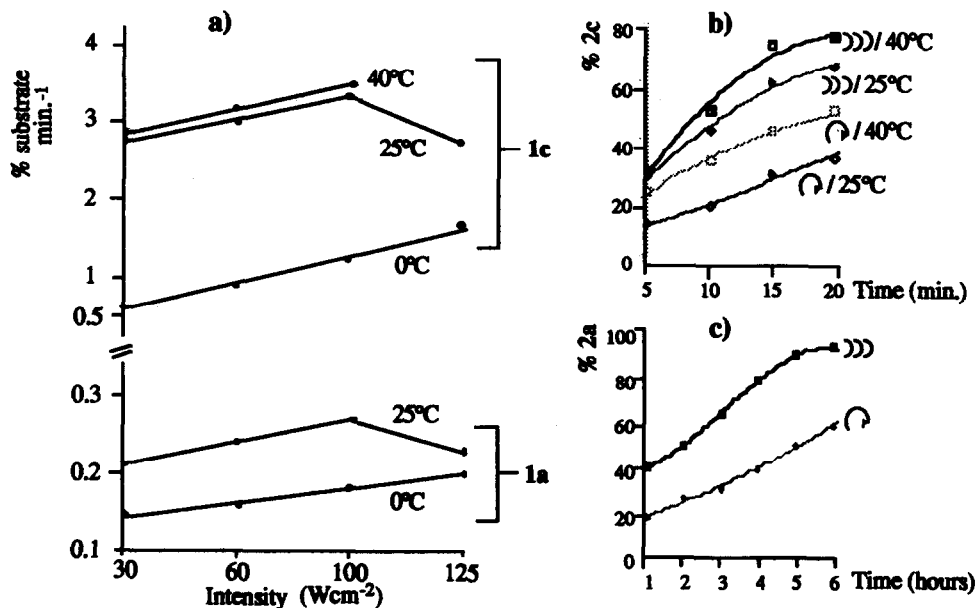 a)
% substrate
min.-1
4
3
2
1
0.5
0.3
0.2
0.1
30
60
100
125
Intensity (Wcm-2)
40°C
25°C
0°C
1c
25°C
0°C
1a
b)
% 2c
80
60
40
20
0
5
10
15
20
Time (min.)
)))/ 40°C
)))/ 25°C
/ 40°C
/ 25°C
c)
% 2a
100
80
60
40
20
0
1
2
3
4
5
6
Time (hours)
)))